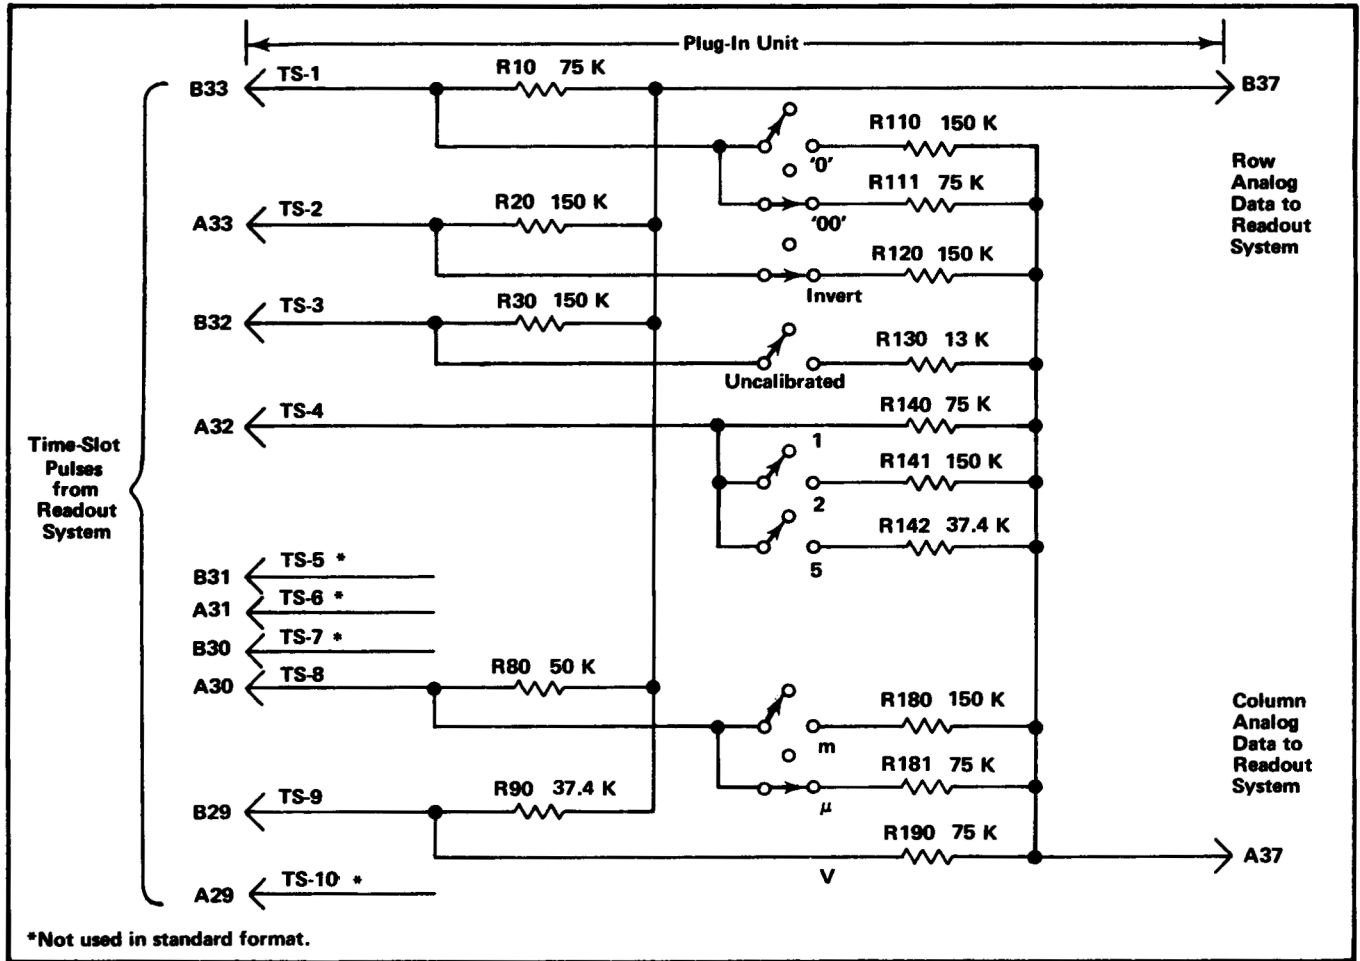 Plug-In Unit
B33 TS-1 R10 75 K B37
R110 150 K
'0'
Row
Analog
Data to
Readout
System
R111 75 K
'00'
A33 TS-2 R20 150 K
R120 150 K
Invert
B32 TS-3 R30 150 K
R130 13 K
Uncalibrated
A32 TS-4 R140 75 K
1
R141 150 K
2
R142 37.4 K
5
Time-Slot
Pulses
from
Readout
System
B31 TS-5 *
A31 TS-6 *
B30 TS-7 *
A30 TS-8 R80 50 K
R180 150 K
m
Column
Analog
Data to
Readout
System
R181 75 K
μ
B29 TS-9 R90 37.4 K
R190 75 K
V
A37
A29 TS-10 *
*Not used in standard format.